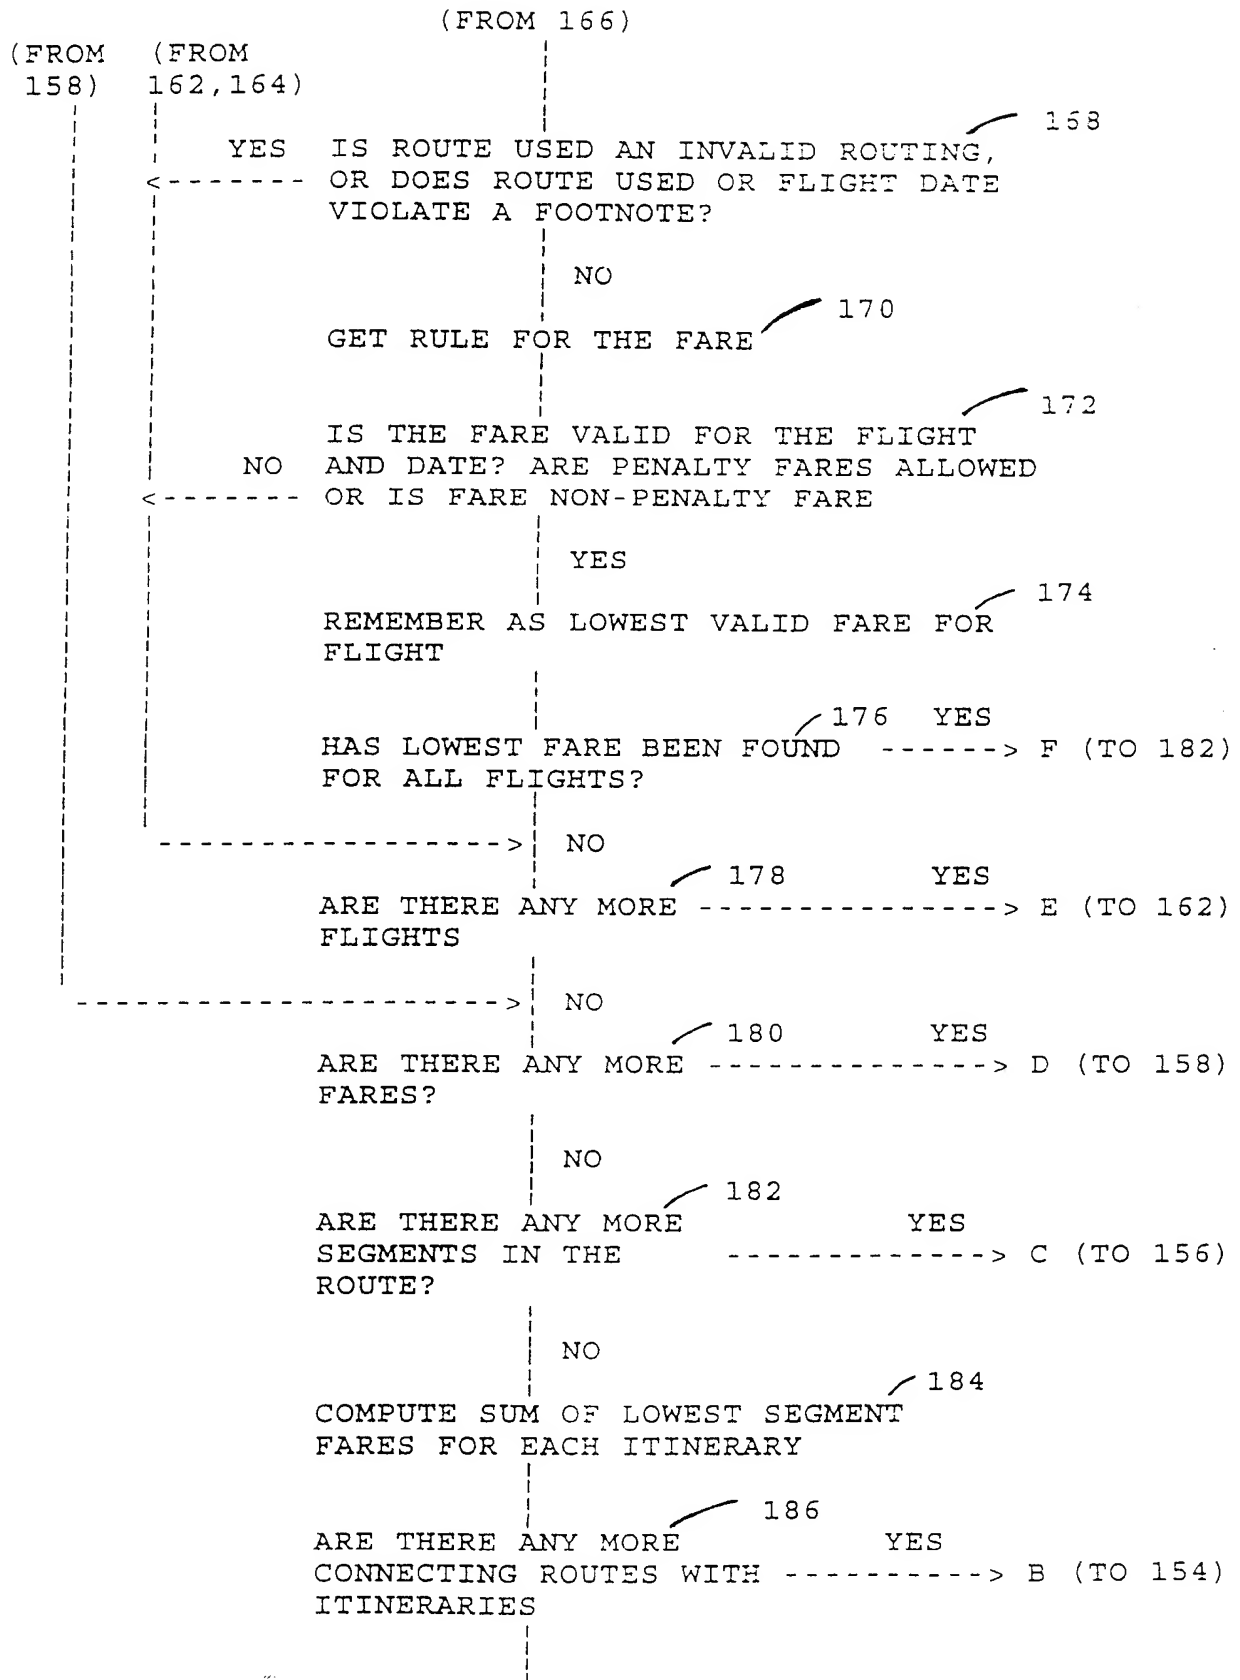 (FROM 166)
(FROM (FROM
158) 162,164)
168
YES IS ROUTE USED AN INVALID ROUTING,
<------- OR DOES ROUTE USED OR FLIGHT DATE
VIOLATE A FOOTNOTE?
NO
170
GET RULE FOR THE FARE
172
IS THE FARE VALID FOR THE FLIGHT
NO AND DATE? ARE PENALTY FARES ALLOWED
<------- OR IS FARE NON-PENALTY FARE
YES
174
REMEMBER AS LOWEST VALID FARE FOR
FLIGHT
176 YES
HAS LOWEST FARE BEEN FOUND ------> F (TO 182)
FOR ALL FLIGHTS?
------------------> NO
178 YES
ARE THERE ANY MORE ---------------> E (TO 162)
FLIGHTS
---------------------> NO
180 YES
ARE THERE ANY MORE --------------> D (TO 158)
FARES?
NO
182
ARE THERE ANY MORE YES
SEGMENTS IN THE -------------> C (TO 156)
ROUTE?
NO
184
COMPUTE SUM OF LOWEST SEGMENT
FARES FOR EACH ITINERARY
186
ARE THERE ANY MORE YES
CONNECTING ROUTES WITH ----------> B (TO 154)
ITINERARIES